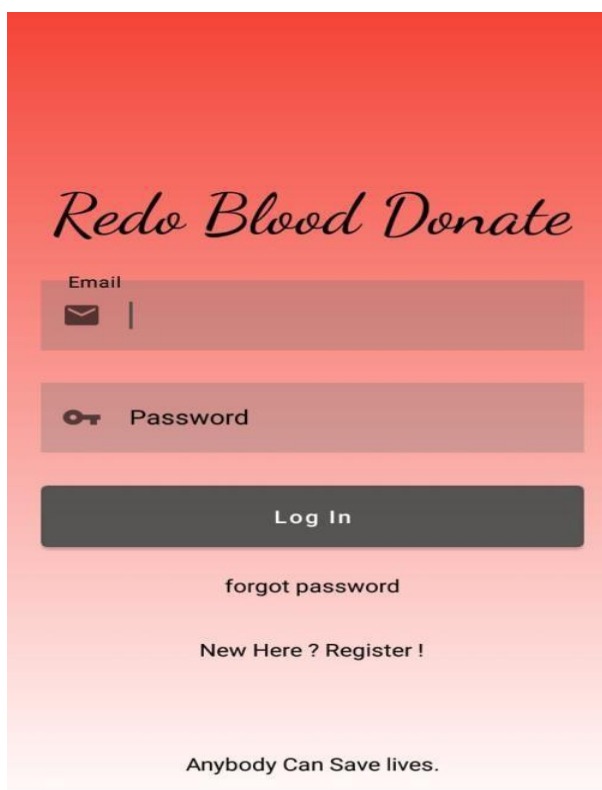 Redo Blood Donate
Email
Password
Log In
forgot password
New Here ? Register !
Anybody Can Save lives.